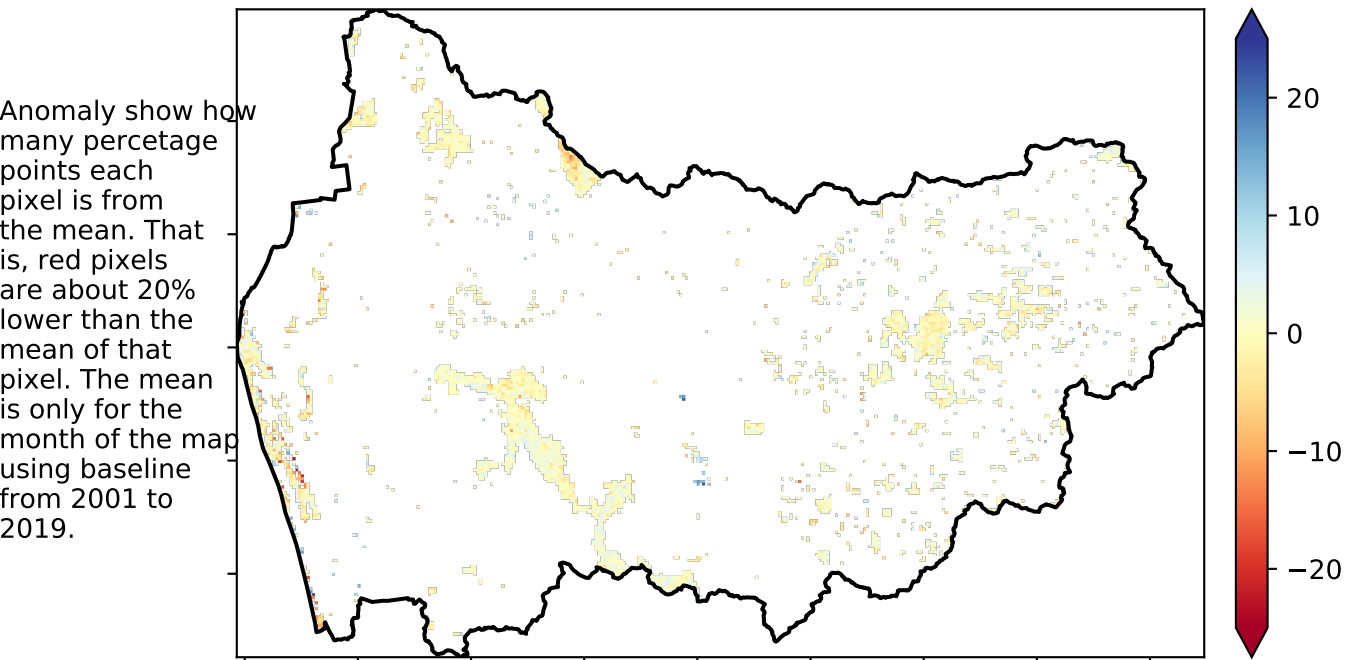 Anomaly show how
many percetage
points each
pixel is from
the mean. That
is, red pixels
are about 20%
lower than the
mean of that
pixel. The mean
is only for the
month of the map
using baseline
from 2001 to
2019.
20
10
0
−10
−20